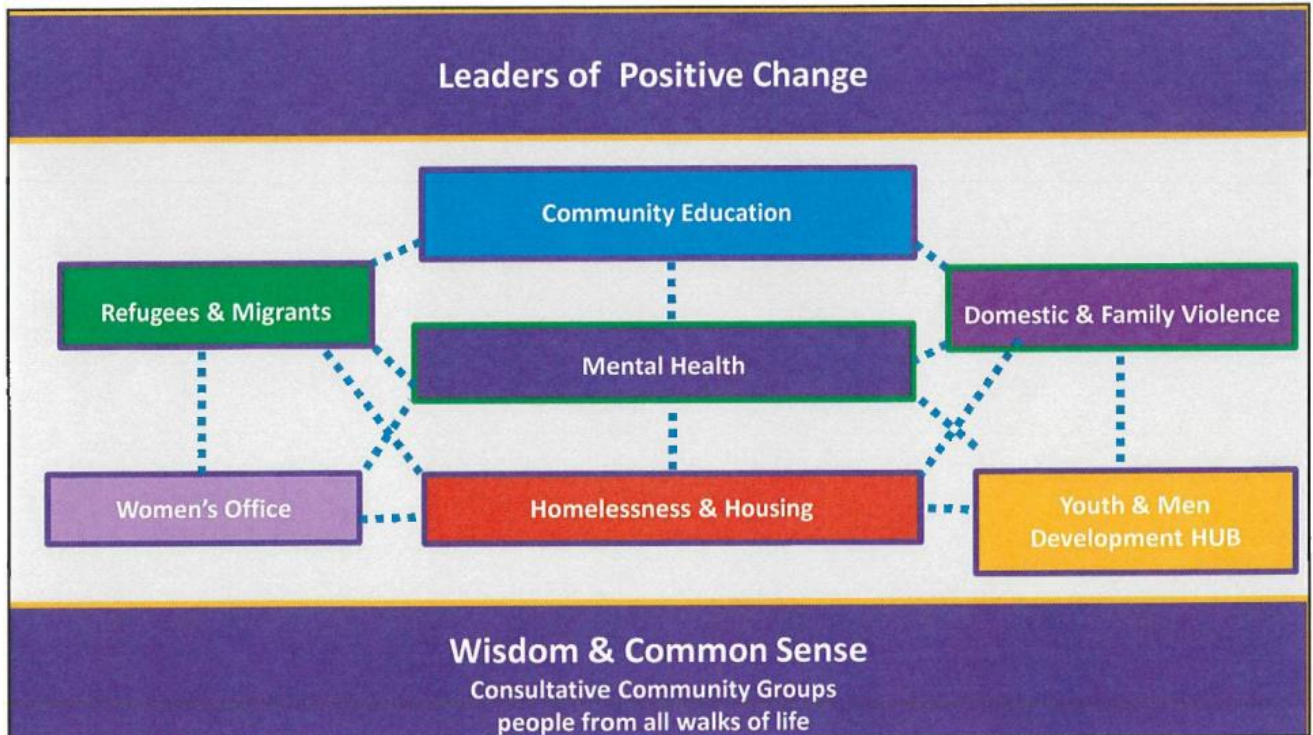 Leaders of Positive Change
Community Education
Refugees & Migrants
Domestic & Family Violence
Mental Health
Women's Office
Homelessness & Housing
Youth & Men
Development HUB
Wisdom & Common Sense
Consultative Community Groups
people from all walks of life